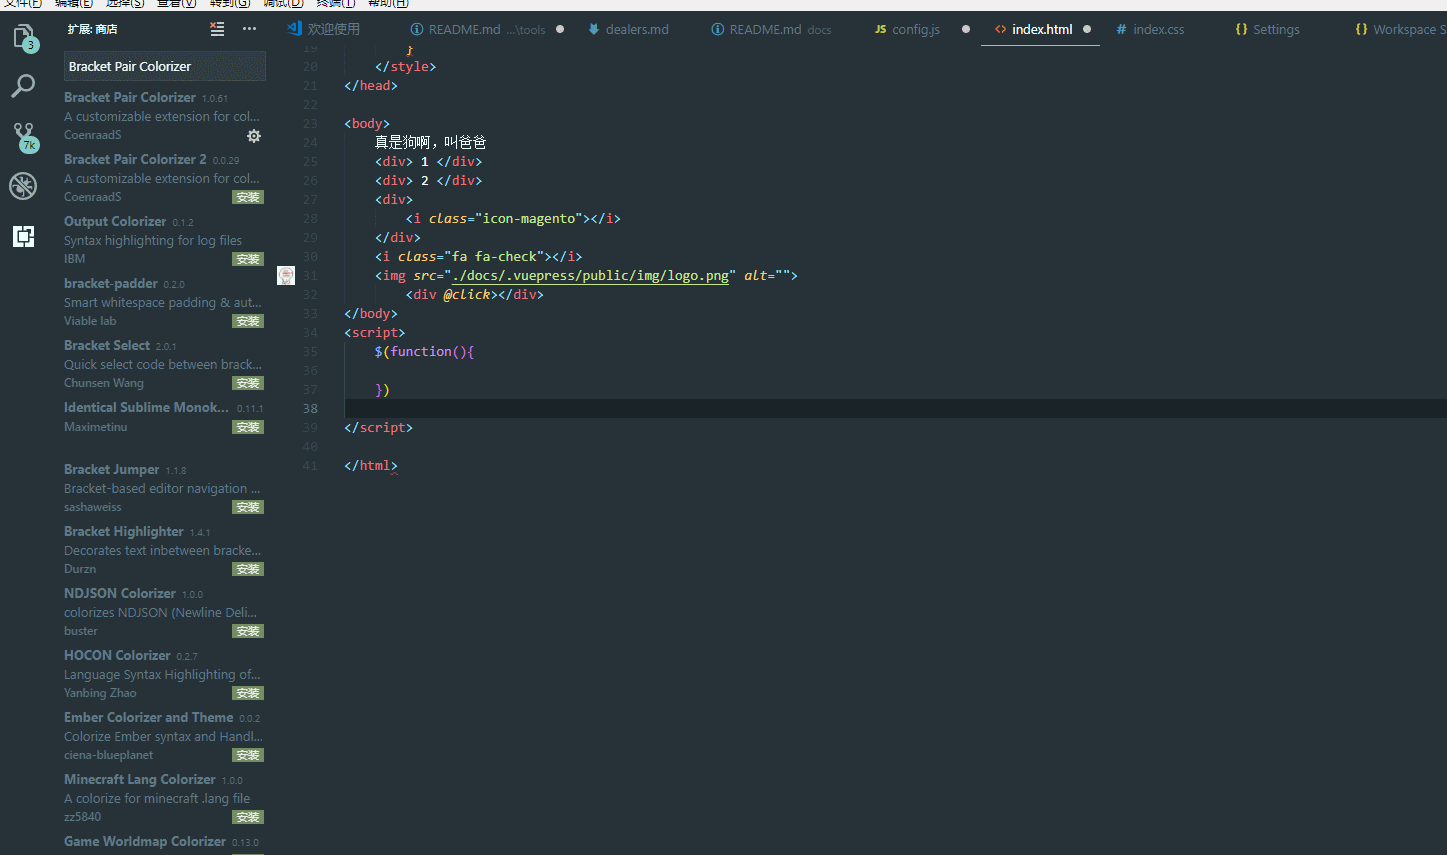 文件(F) 编辑(E) 选择(S) 查看(V) 转到(G) 调试(D) 终端(T) 帮助(H)
扩展: 商店
欢迎使用 README.md ...\tools dealers.md README.md docs config.js index.html # index.css {} Settings {} Workspace S
3
7k
Bracket Pair Colorizer
Bracket Pair Colorizer 1.0.61
A customizable extension for col...
CoenraadS
Bracket Pair Colorizer 2 0.0.29
A customizable extension for col...
CoenraadS 安装
Output Colorizer 0.1.2
Syntax highlighting for log files
IBM 安装
bracket-padder 0.2.0
Smart whitespace padding & aut...
Viable lab 安装
Bracket Select 2.0.1
Quick select code between brack...
Chunsen Wang 安装
Identical Sublime Monok... 0.11.1
Maximetinu 安装
Bracket Jumper 1.1.8
Bracket-based editor navigation ...
sashaweiss 安装
Bracket Highlighter 1.4.1
Decorates text inbetween bracke...
Durzn 安装
NDJSON Colorizer 1.0.0
colorizes NDJSON (Newline Deli...
buster 安装
HOCON Colorizer 0.2.7
Language Syntax Highlighting of...
Yanbing Zhao 安装
Ember Colorizer and Theme 0.0.2
Colorize Ember syntax and Handl...
ciena-blueplanet 安装
Minecraft Lang Colorizer 1.0.0
A colorize for minecraft .lang file
zz5840 安装
Game Worldmap Colorizer 0.13.0
19 }
20 </style>
21 </head>
22
23 <body>
24 真是狗啊，叫爸爸
25 <div> 1 </div>
26 <div> 2 </div>
27 <div>
28 <i class="icon-magento"></i>
29 </div>
30 <i class="fa fa-check"></i>
31 <img src="./docs/.vuepress/public/img/logo.png" alt="">
32 <div @click></div>
33 </body>
34 <script>
35 $(function(){
36
37 })
38
39 </script>
40
41 </html>